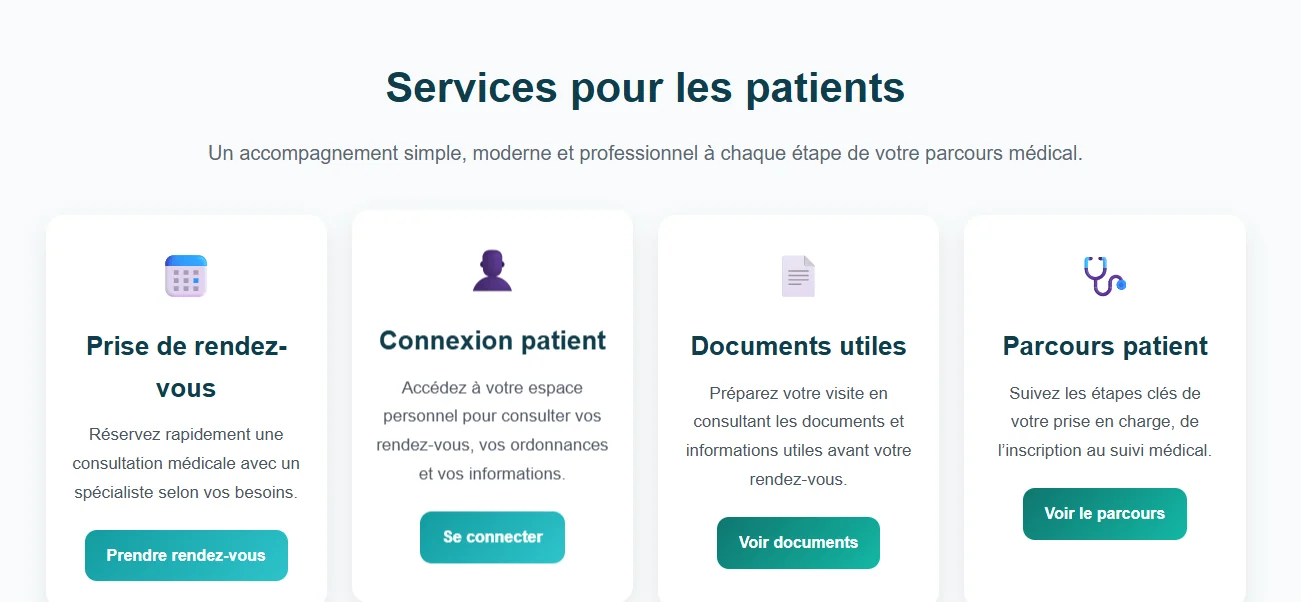 Services pour les patients
Un accompagnement simple, moderne et professionnel à chaque étape de votre parcours médical.
Prise de rendez-
vous
Réservez rapidement une
consultation médicale avec un
spécialiste selon vos besoins.
Prendre rendez-vous
Connexion patient
Accédez à votre espace
personnel pour consulter vos
rendez-vous, vos ordonnances
et vos informations.
Se connecter
Documents utiles
Préparez votre visite en
consultant les documents et
informations utiles avant votre
rendez-vous.
Voir documents
Parcours patient
Suivez les étapes clés de
votre prise en charge, de
l’inscription au suivi médical.
Voir le parcours